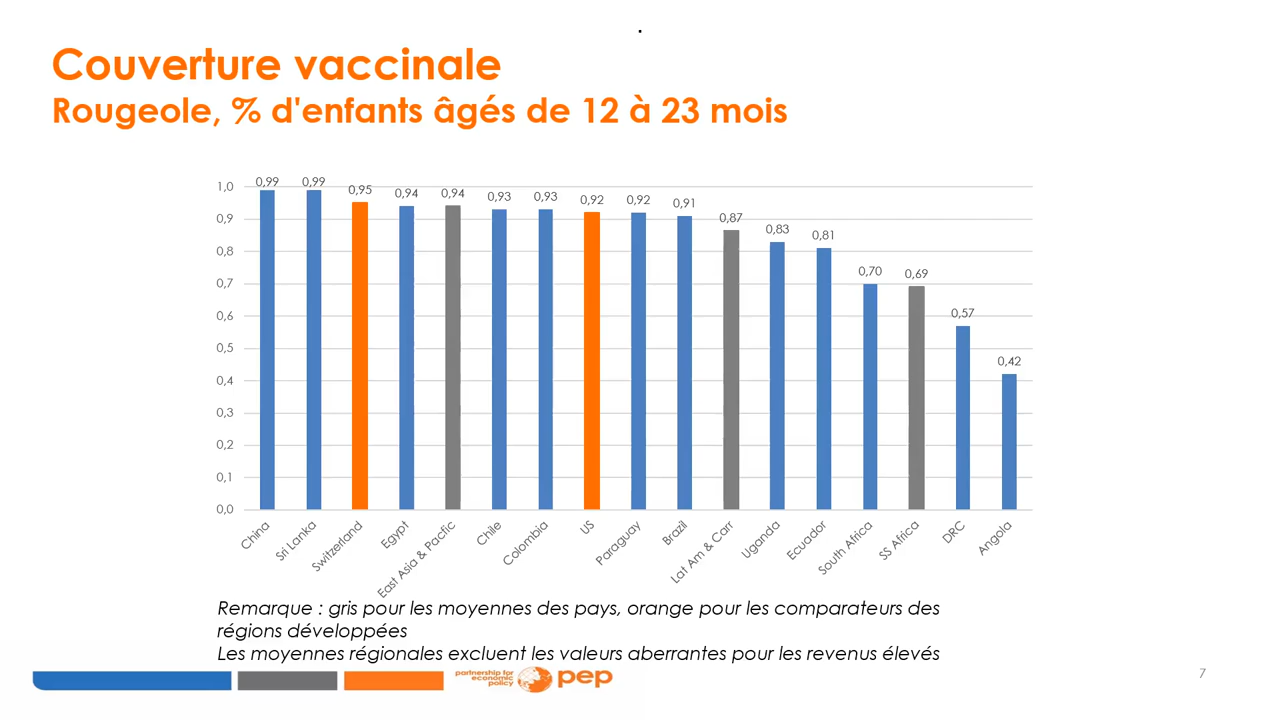 .
Couverture vaccinale
Rougeole, % d'enfants âgés de 12 à 23 mois
1,0
0,9
0,8
0,7
0,6
0,5
0,4
0,3
0,2
0,1
0,0
0,99
0,99
0,95
0,94
0,94
0,93
0,93
0,92
0,92
0,91
0,87
0,83
0,81
0,70
0,69
0,57
0,42
China
Sri Lanka
Switzerland
Egypt
East Asia & Pacfic
Chile
Colombia
US
Paraguay
Brazil
Lat Am & Carr
Uganda
Ecuador
South Africa
SS Africa
DRC
Angola
Remarque : gris pour les moyennes des pays, orange pour les comparateurs des
régions développées
Les moyennes régionales excluent les valeurs aberrantes pour les revenus élevés
partnership for
economic
policy
pep
7